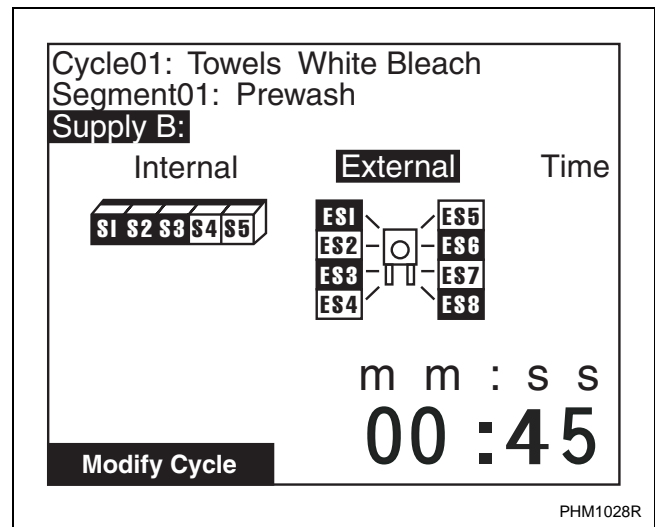 Cycle01: Towels White Bleach
Segment01: Prewash
Supply B:
Internal External Time
S1 S2 S3 S4 S5
ES1 ES5
ES2 ES6
ES3 ES7
ES4 ES8
m m : s s
00 :45
Modify Cycle
PHM1028R